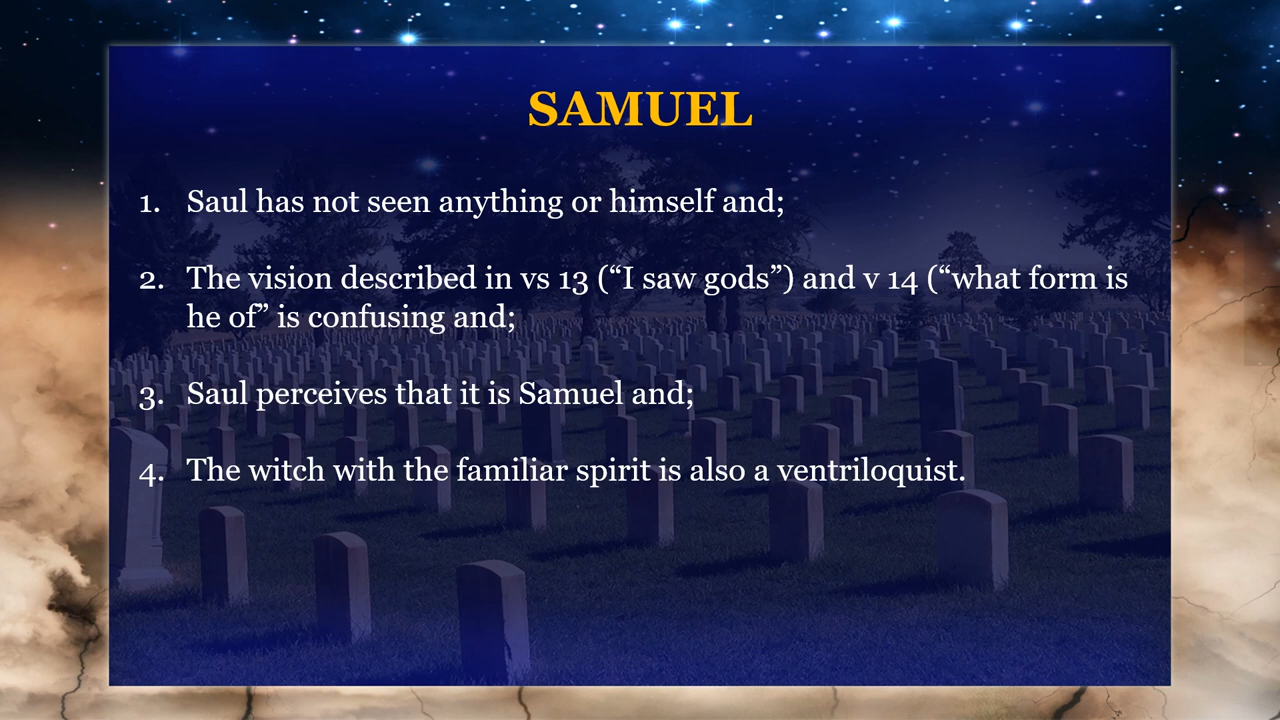 SAMUEL
1. Saul has not seen anything or himself and;
2. The vision described in vs 13 (“I saw gods”) and v 14 (“what form is
he of” is confusing and;
3. Saul perceives that it is Samuel and;
4. The witch with the familiar spirit is also a ventriloquist.